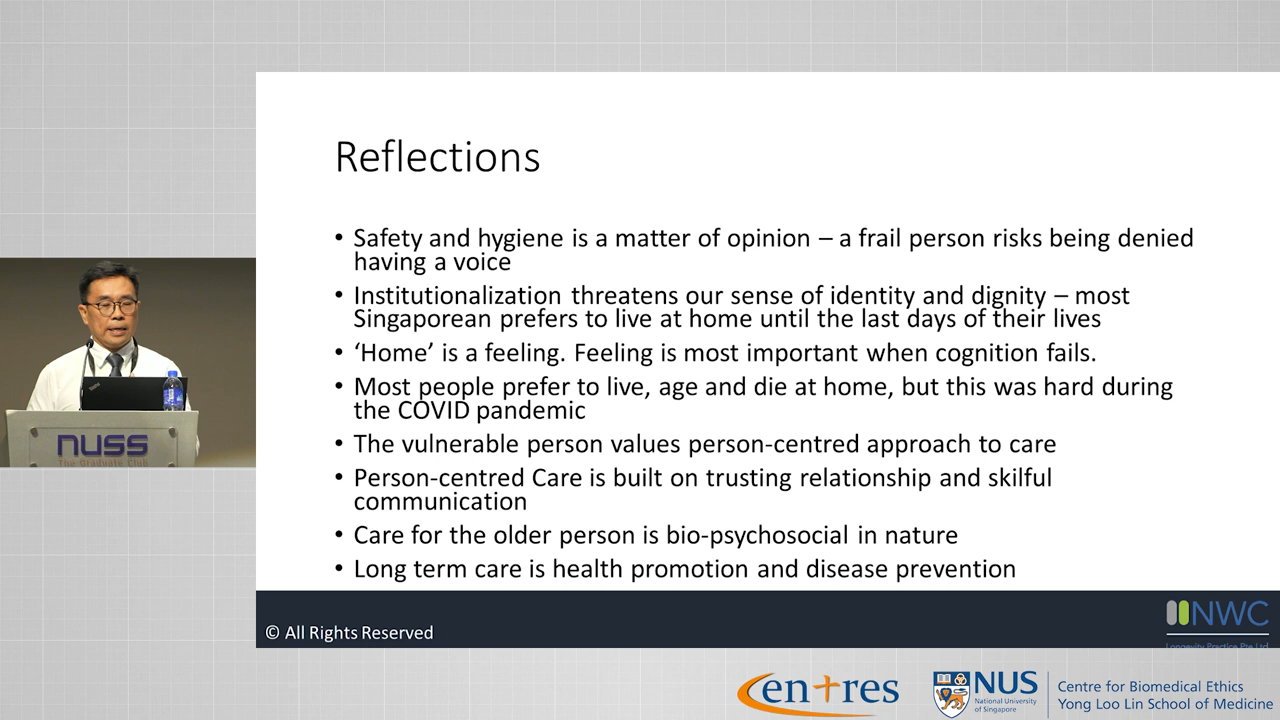 Reflections
• Safety and hygiene is a matter of opinion – a frail person risks being denied
having a voice
• Institutionalization threatens our sense of identity and dignity – most
Singaporean prefers to live at home until the last days of their lives
• ‘Home’ is a feeling. Feeling is most important when cognition fails.
• Most people prefer to live, age and die at home, but this was hard during
the COVID pandemic
• The vulnerable person values person-centred approach to care
• Person-centred Care is built on trusting relationship and skilful
communication
• Care for the older person is bio-psychosocial in nature
• Long term care is health promotion and disease prevention
nuss
The Graduate Club
© All Rights Reserved
NWC
Longevity Practice Pte Ltd
centres
NUS
National University
of Singapore
Centre for Biomedical Ethics
Yong Loo Lin School of Medicine